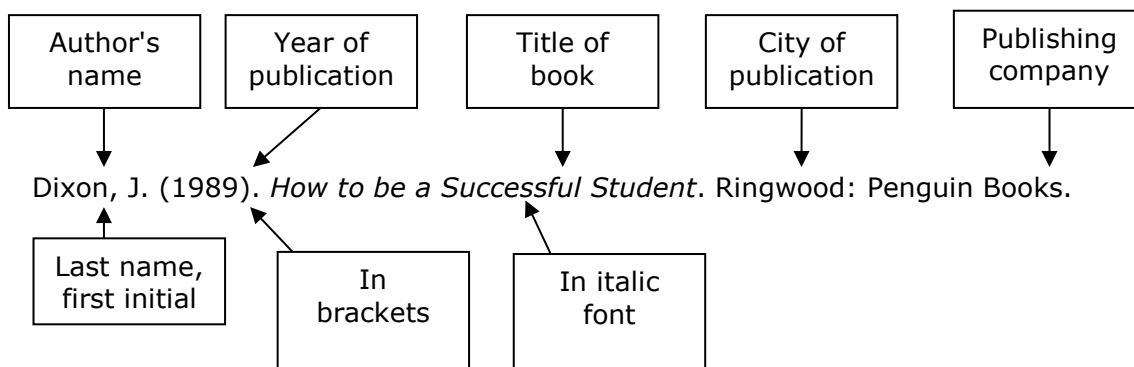 Author's
name
Year of
publication
Title of
book
City of
publication
Publishing
company
Dixon, J. (1989). How to be a Successful Student. Ringwood: Penguin Books.
Last name,
first initial
In
brackets
In italic
font